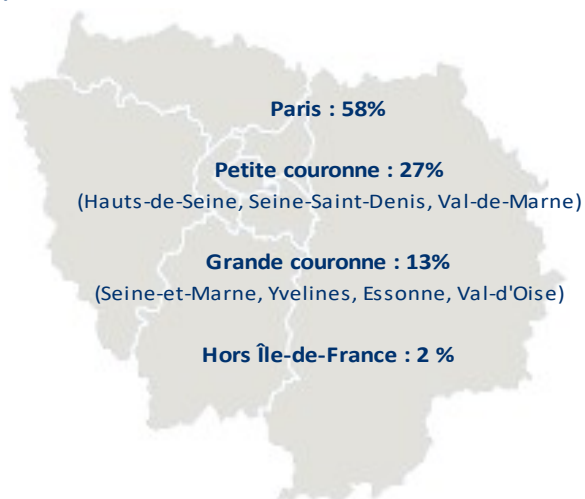 Paris : 58%
Petite couronne : 27%
(Hauts-de-Seine, Seine-Saint-Denis, Val-de-Marne)
Grande couronne : 13%
(Seine-et-Marne, Yvelines, Essonne, Val-d'Oise)
Hors Île-de-France : 2 %